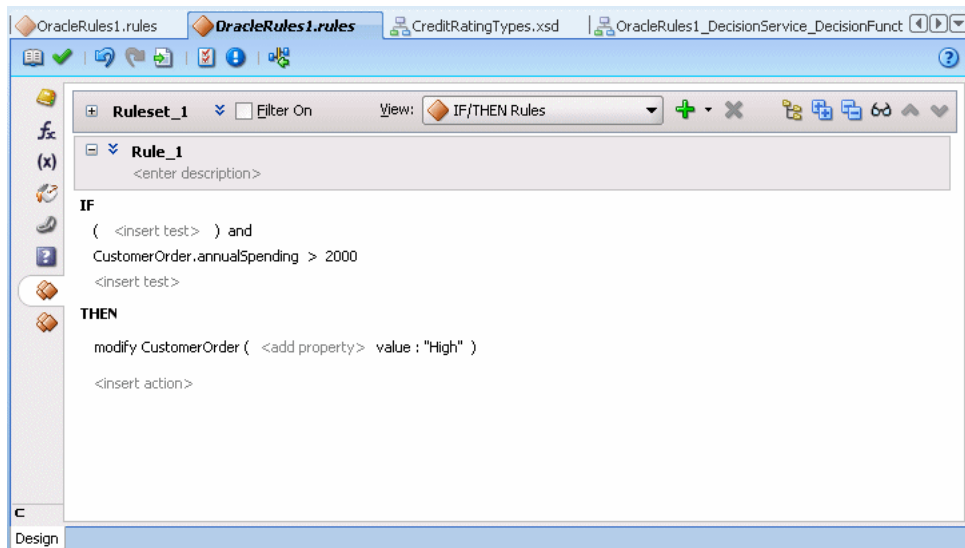 OracleRules1.rules OracleRules1.rules CreditRatingTypes.xsd OracleRules1_DecisionService_DecisionFunct
Ruleset_1 Filter On View: IF/THEN Rules
fx
(x)
Rule_1
<enter description>
IF
( <insert test> ) and
CustomerOrder.annualSpending > 2000
<insert test>
THEN
modify CustomerOrder ( <add property> value : "High" )
<insert action>
Design